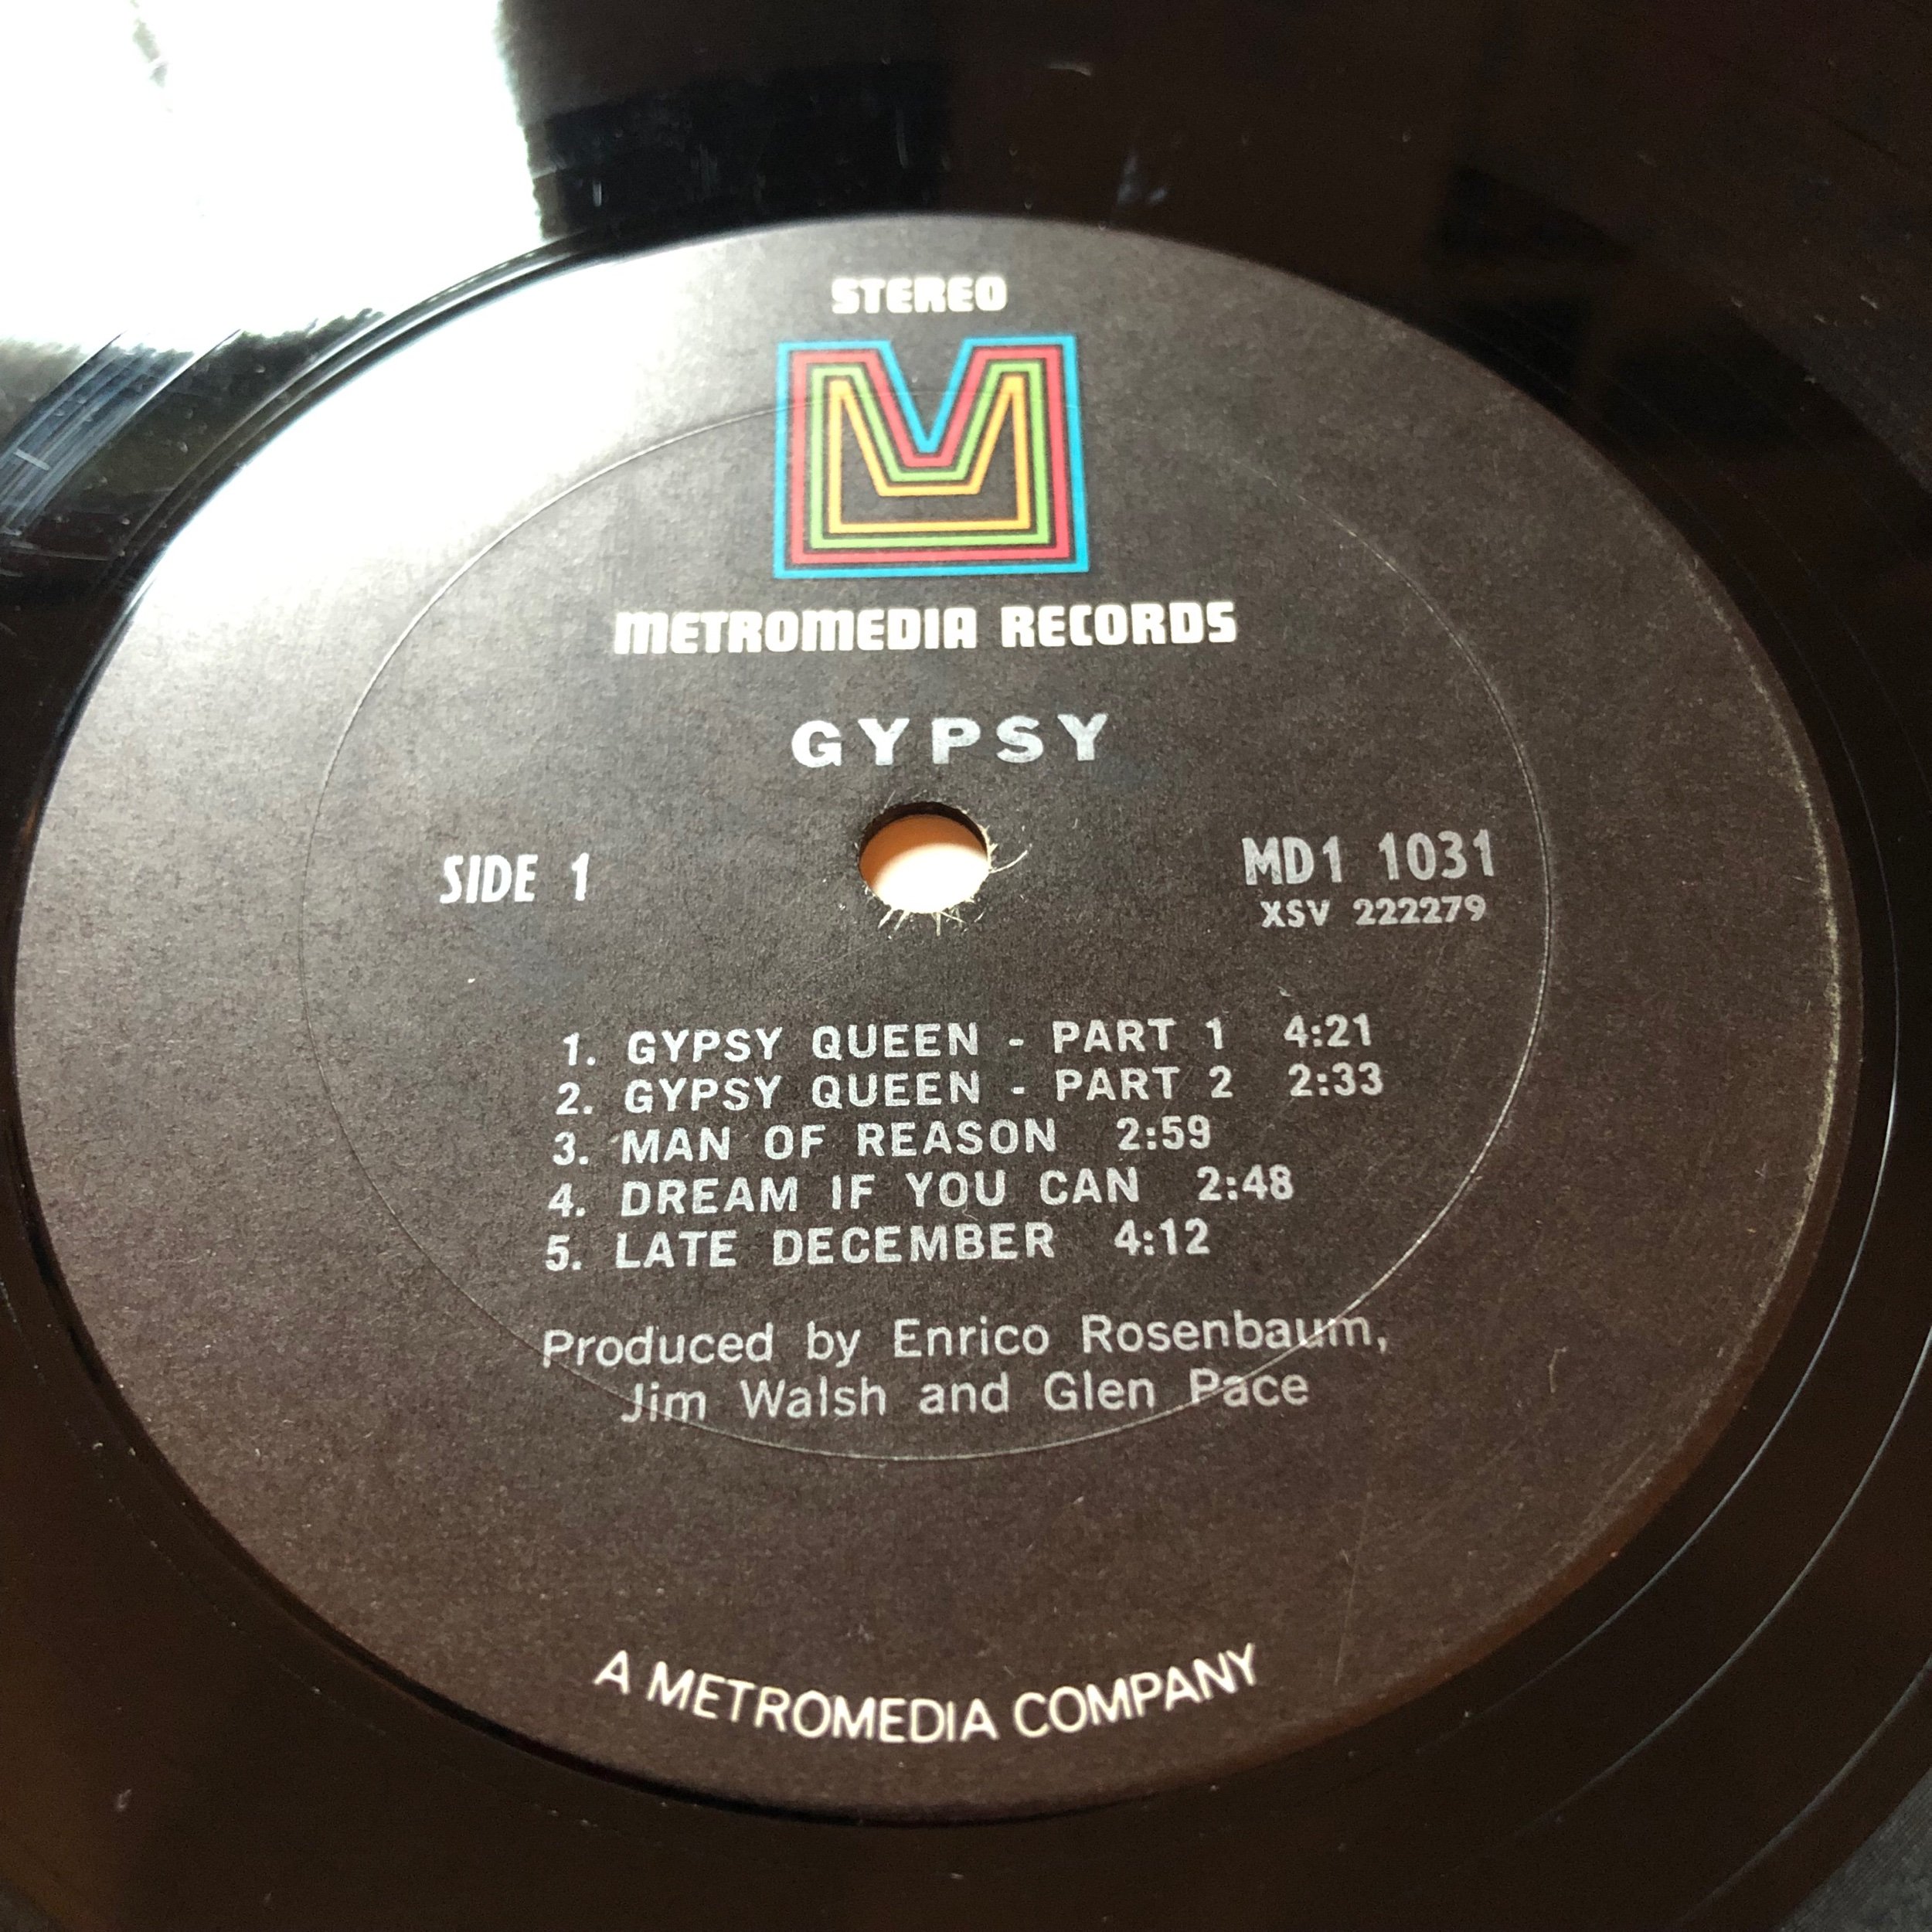 STEREO
METROMEDIA RECORDS
GYPSY
SIDE 1
MD1 1031
XSV 222279
1. GYPSY QUEEN - PART 1 4:21
2. GYPSY QUEEN - PART 2 2:33
3. MAN OF REASON 2:59
4. DREAM IF YOU CAN 2:48
5. LATE DECEMBER 4:12
Produced by Enrico Rosenbaum,
Jim Walsh and Glen Pace
A METROMEDIA COMPANY